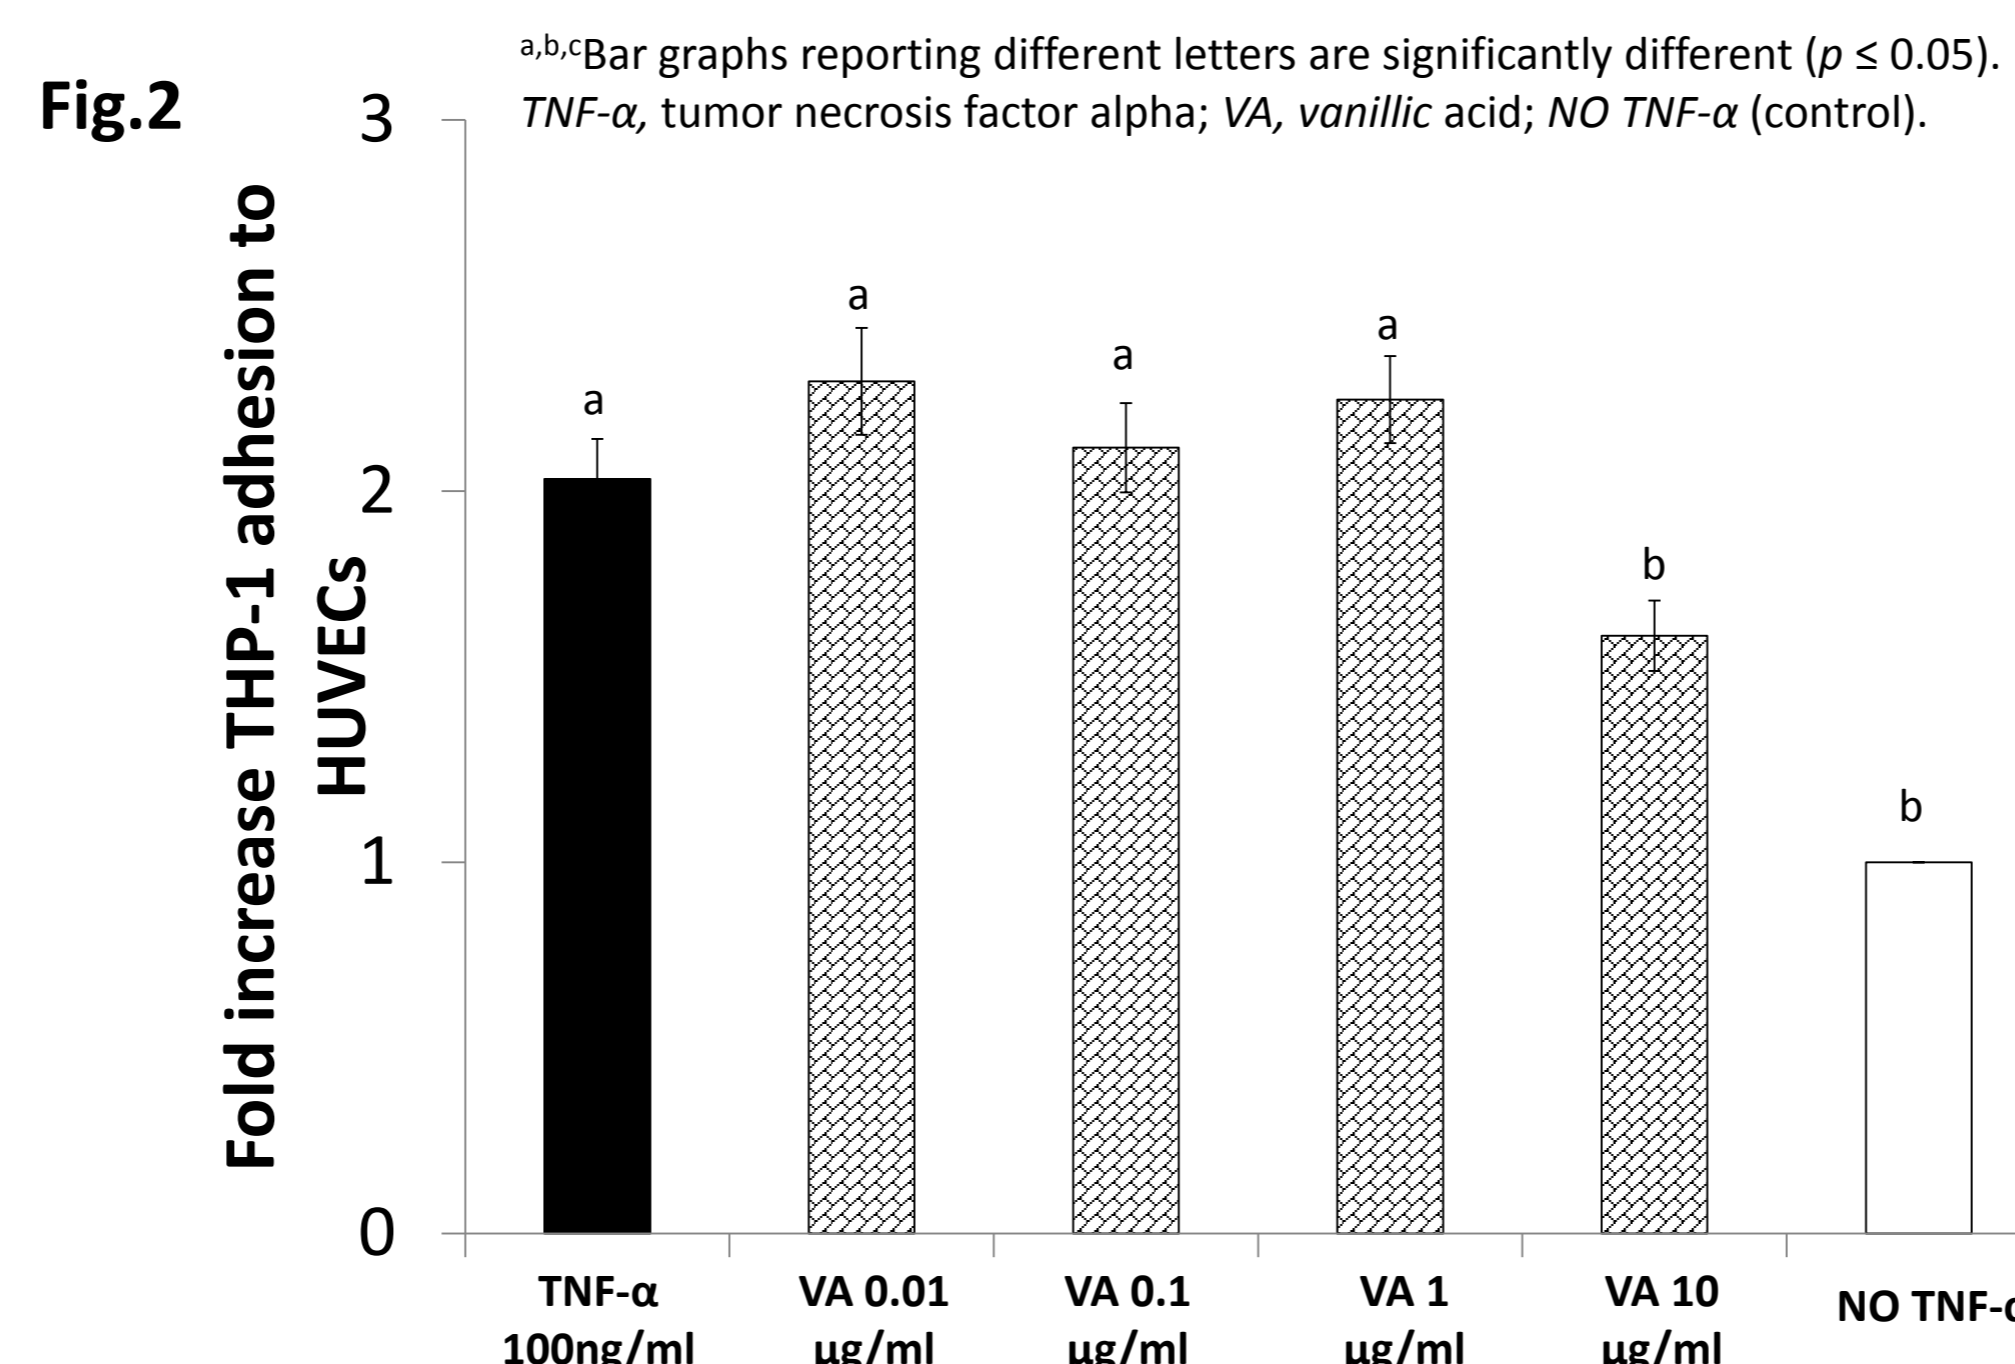 a,b,cBar graphs reporting different letters are significantly different (p ≤ 0.05).
TNF-α, tumor necrosis factor alpha; VA, vanillic acid; NO TNF-α (control).
Fig.2
Fold increase THP-1 adhesion to
HUVECs
3
2
1
0
a
a
a
a
b
b
TNF-α
100ng/ml
VA 0.01
µg/ml
VA 0.1
µg/ml
VA 1
µg/ml
VA 10
µg/ml
NO TNF-α